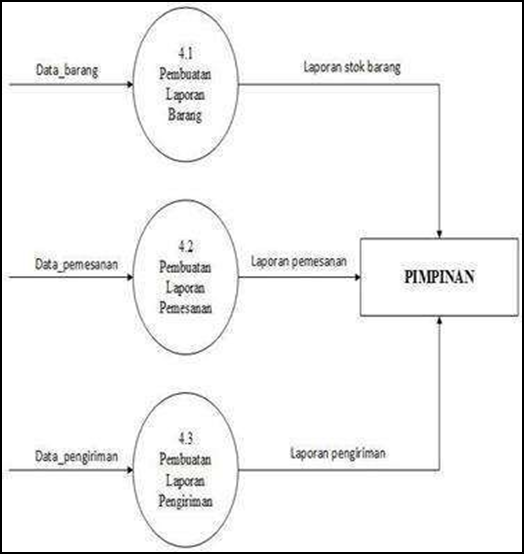 Data_barang
4.1
Pembuatan
Laporan
Barang
Laporan stok barang
Data_pemesanan
4.2
Pembuatan
Laporan
Pemesanan
Laporan pemesanan
PIMPINAN
Data_pengiriman
4.3
Pembuatan
Laporan
Pengiriman
Laporan pengiriman